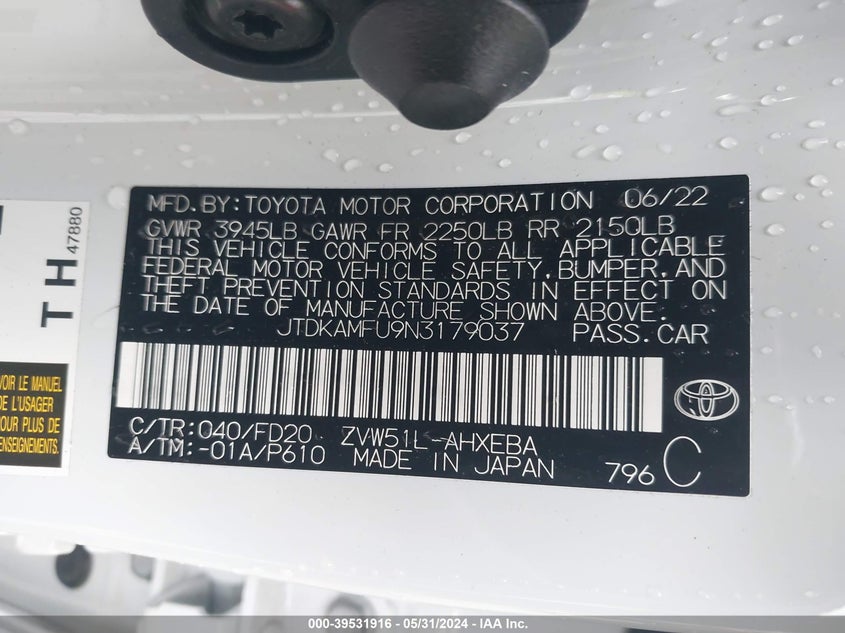 MFD. BY: TOYOTA MOTOR CORPORATION 06/22
GVWR 3945LB GAWR FR 2250LB RR 2150LB
THIS VEHICLE CONFORMS TO ALL APPLICABLE
FEDERAL MOTOR VEHICLE SAFETY, BUMPER, AND
THEFT PREVENTION STANDARDS IN EFFECT ON
THE DATE OF MANUFACTURE SHOWN ABOVE.
JTDKAMFU9N3179037 PASS. CAR
C/TR: 040/FD20 ZVW51L-AHXEBA
A/TM: -01A/P610 MADE IN JAPAN 796 C
TH 47880
VOIR LE MANUEL
DE L'USAGER
POUR PLUS DE
000-39531916 - 05/31/2024 - IAA Inc.